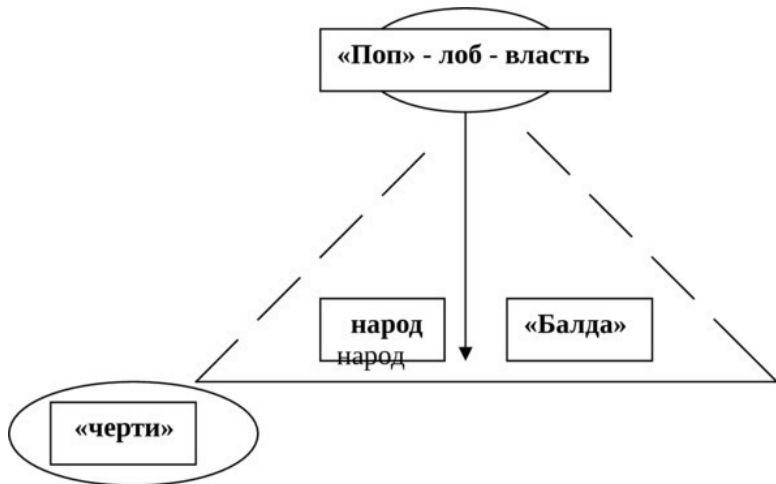 «Поп» - лоб - власть
народ
«Балда»
народ
«черти»